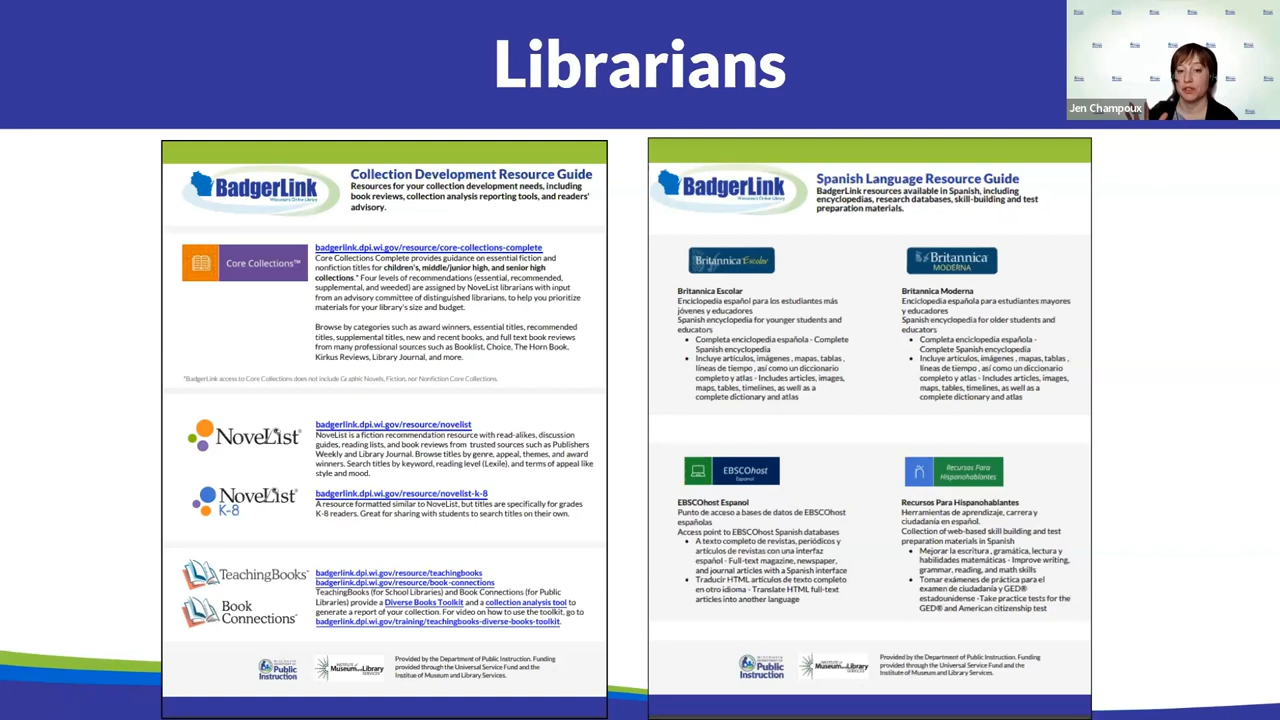 Librarians
Jen Champoux
BadgerLink
Wisconsin's Online Library
Collection Development Resource Guide
Resources for your collection development needs, including
book reviews, collection analysis reporting tools, and readers'
advisory.
Core Collections™
badgerlink.dpi.wi.gov/resource/core-collections-complete
Core Collections Complete provides guidance on essential fiction and
nonfiction titles for children's, middle/junior high, and senior high
collections.* Four levels of recommendations (essential, recommended,
supplemental, and weeded) are assigned by NoveList librarians with input
from an advisory committee of distinguished librarians, to help you prioritize
materials for your library's size and budget.
Browse by categories such as award winners, essential titles, recommended
titles, supplemental titles, new and recent books, and full text book reviews
from many professional sources such as Booklist, Choice, The Horn Book,
Kirkus Reviews, Library Journal, and more.
*BadgerLink access to Core Collections does not include Graphic Novels, Fiction, nor Nonfiction Core Collections.
NoveList
badgerlink.dpi.wi.gov/resource/novelist
NoveList is a fiction recommendation resource with read-alikes, discussion
guides, reading lists, and book reviews from trusted sources such as Publishers
Weekly and Library Journal. Browse titles by genre, appeal, themes, and award
winners. Search titles by keyword, reading level (Lexile), and terms of appeal like
style and mood.
NoveList
K-8
badgerlink.dpi.wi.gov/resource/novelist-k-8
A resource formatted similar to NoveList, but titles are specifically for grades
K-8 readers. Great for sharing with students to search titles on their own.
TeachingBooks
Book
Connections
badgerlink.dpi.wi.gov/resource/teachingbooks
badgerlink.dpi.wi.gov/resource/book-connections
TeachingBooks (for School Libraries) and Book Connections (for Public
Libraries) provide a Diverse Books Toolkit and a collection analysis tool to
generate a report of your collection. For video on how to use the toolkit, go to
badgerlink.dpi.wi.gov/training/teachingbooks-diverse-books-toolkit.
Public
Instruction
INSTITUTE of
Museum and Library
SERVICES
Provided by the Department of Public Instruction. Funding
provided through the Universal Service Fund and the
Institue of Museum and Library Services.
BadgerLink
Wisconsin's Online Library
Spanish Language Resource Guide
BadgerLink resources available in Spanish, including
encyclopedias, research databases, skill-building and test
preparation materials.
Britannica Escolar
Britannica Escolar
Enciclopedia español para los estudiantes más
jóvenes y educadores
Spanish encyclopedia for younger students and
educators
• Completa enciclopedia española - Complete
Spanish encyclopedia
• Incluye artículos, imágenes , mapas, tablas ,
líneas de tiempo , así como un diccionario
completo y atlas - Includes articles, images,
maps, tables, timelines, as well as a
complete dictionary and atlas
Britannica
MODERNA
Britannica Moderna
Enciclopedia española para estudiantes mayores
y educadores
Spanish encyclopedia for older students and
educators
• Completa enciclopedia española -
Complete Spanish encyclopedia
• Incluye artículos, imágenes , mapas, tablas ,
líneas de tiempo , así como un diccionario
completo y atlas - Includes articles, images,
maps, tables, timelines, as well as a
complete dictionary and atlas
EBSCOhost
Espanol
EBSCOhost Espanol
Punto de acceso a bases de datos de EBSCOhost
españolas
Access point to EBSCOhost Spanish databases
• A texto completo de revistas, periódicos y
artículos de revistas con una interfaz
español - Full-text magazine, newspaper,
and journal articles with a Spanish interface
• Traducir HTML artículos de texto completo
en otro idioma - Translate HTML full-text
articles into another language
Recursos Para
Hispanohablantes
Recursos Para Hispanohablantes
Herramientas de aprendizaje, carrera y
ciudadanía en español.
Collection of web-based skill building and test
preparation materials in Spanish
• Mejorar la escritura , gramática, lectura y
habilidades matemáticas - Improve writing,
grammar, reading, and math skills
• Tomar exámenes de práctica para el
examen de ciudadanía y GED®
estadounidense -Take practice tests for the
GED® and American citizenship test
Public
Instruction
INSTITUTE of
Museum and Library
SERVICES
Provided by the Department of Public Instruction. Funding
provided through the Universal Service Fund and the
Institute of Museum and Library Services.